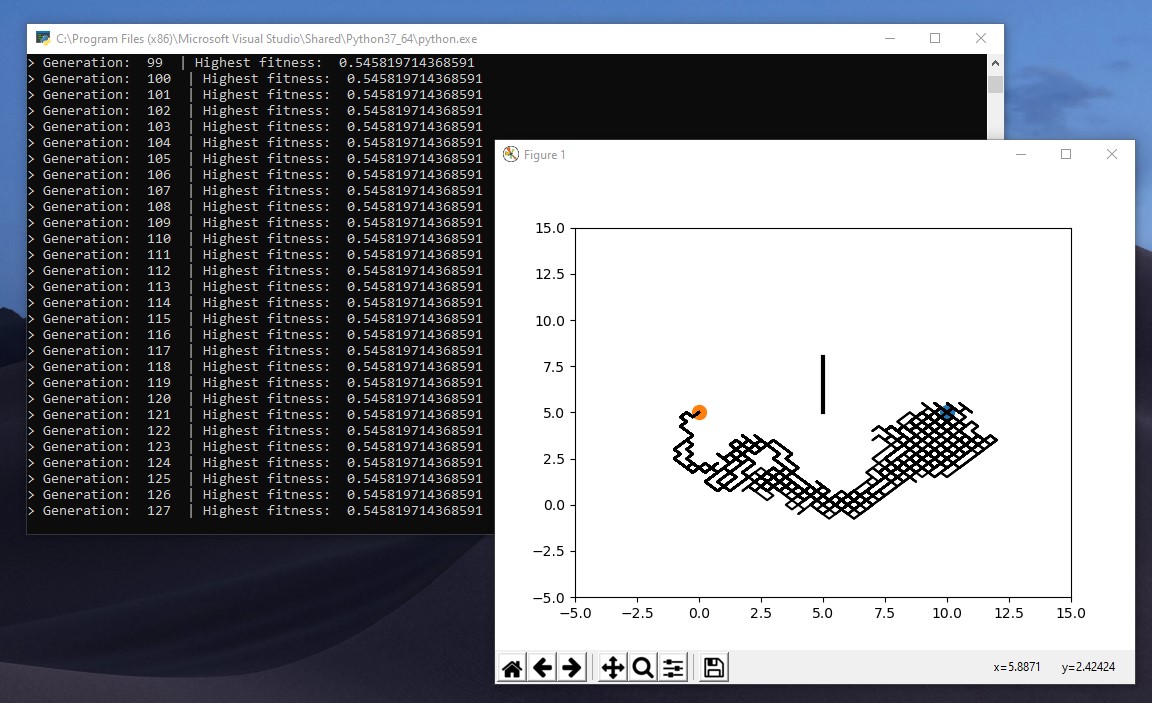 C:\Program Files (x86)\Microsoft Visual Studio\Shared\Python37_64\python.exe
> Generation:  99  | Highest fitness:  0.545819714368591
> Generation:  100  | Highest fitness:  0.545819714368591
> Generation:  101  | Highest fitness:  0.545819714368591
> Generation:  102  | Highest fitness:  0.545819714368591
> Generation:  103  | Highest fitness:  0.545819714368591
> Generation:  104  | Highest fitness:  0.545819714368591
> Generation:  105  | Highest fitness:  0.545819714368591
> Generation:  106  | Highest fitness:  0.545819714368591
> Generation:  107  | Highest fitness:  0.545819714368591
> Generation:  108  | Highest fitness:  0.545819714368591
> Generation:  109  | Highest fitness:  0.545819714368591
> Generation:  110  | Highest fitness:  0.545819714368591
> Generation:  111  | Highest fitness:  0.545819714368591
> Generation:  112  | Highest fitness:  0.545819714368591
> Generation:  113  | Highest fitness:  0.545819714368591
> Generation:  114  | Highest fitness:  0.545819714368591
> Generation:  115  | Highest fitness:  0.545819714368591
> Generation:  116  | Highest fitness:  0.545819714368591
> Generation:  117  | Highest fitness:  0.545819714368591
> Generation:  118  | Highest fitness:  0.545819714368591
> Generation:  119  | Highest fitness:  0.545819714368591
> Generation:  120  | Highest fitness:  0.545819714368591
> Generation:  121  | Highest fitness:  0.545819714368591
> Generation:  122  | Highest fitness:  0.545819714368591
> Generation:  123  | Highest fitness:  0.545819714368591
> Generation:  124  | Highest fitness:  0.545819714368591
> Generation:  125  | Highest fitness:  0.545819714368591
> Generation:  126  | Highest fitness:  0.545819714368591
> Generation:  127  | Highest fitness:  0.545819714368591
Figure 1
15.0
12.5
10.0
7.5
5.0
2.5
0.0
−2.5
−5.0
−5.0 −2.5 0.0 2.5 5.0 7.5 10.0 12.5 15.0
x=5.8871 y=2.42424